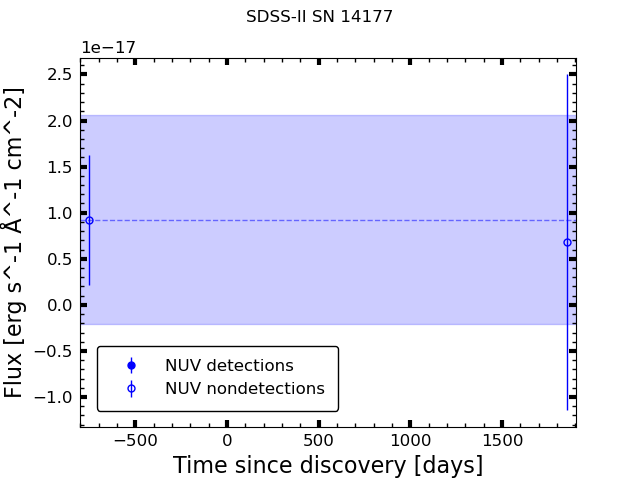 SDSS-II SN 14177
1e−17
2.5
2.0
1.5
1.0
0.5
0.0
−0.5
−1.0
Flux [erg s^-1 Å^-1 cm^-2]
NUV detections
NUV nondetections
−500 0 500 1000 1500
Time since discovery [days]